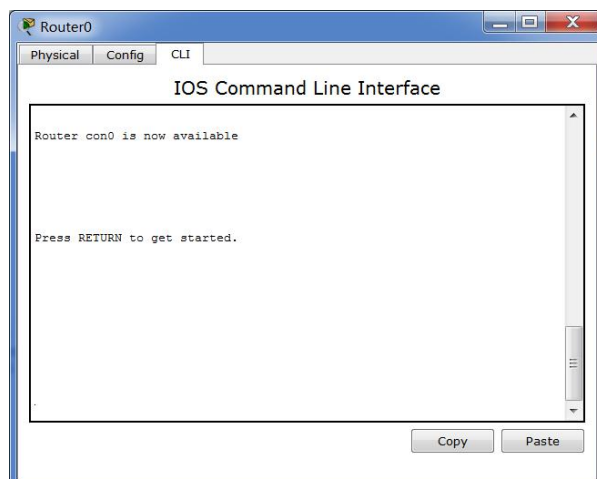 Router0
Physical Config CLI
IOS Command Line Interface
Router con0 is now available
Press RETURN to get started.
Copy Paste